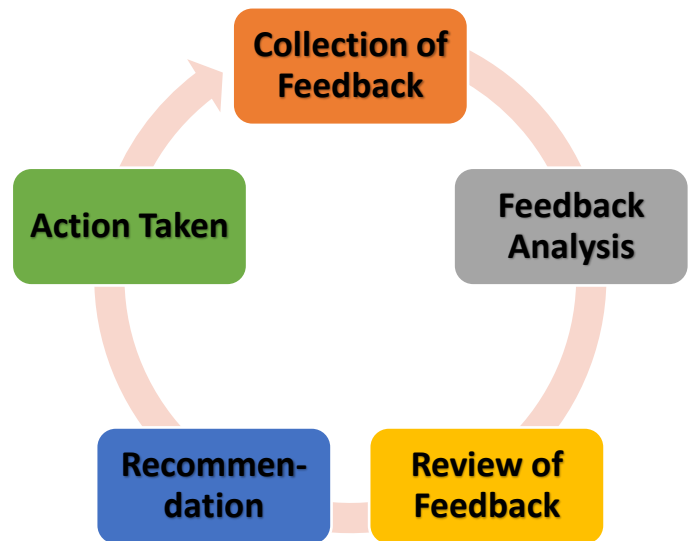 Collection of
Feedback
Feedback
Analysis
Review of
Feedback
Recommen-
dation
Action Taken